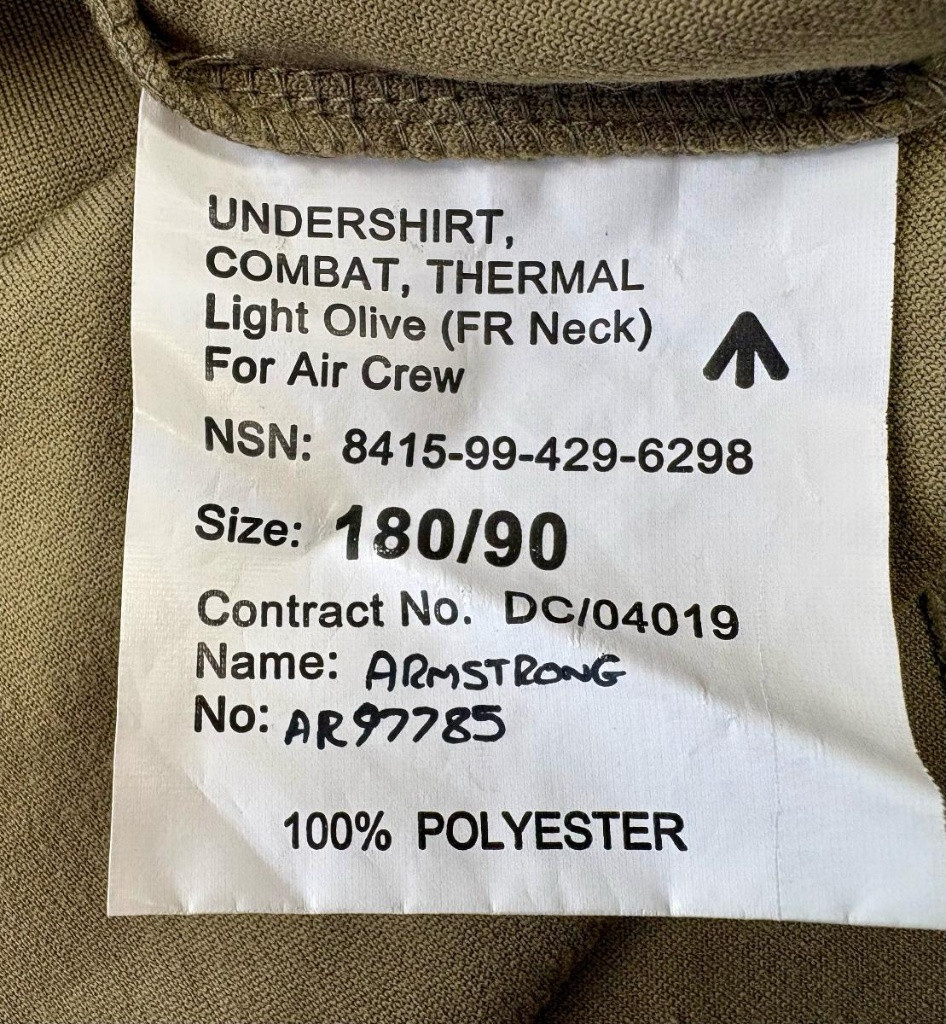 UNDERSHIRT,
COMBAT, THERMAL
Light Olive (FR Neck)
For Air Crew
NSN: 8415-99-429-6298
Size: 180/90
Contract No. DC/04019
Name: ARMSTRONG
No: AR97785
100% POLYESTER